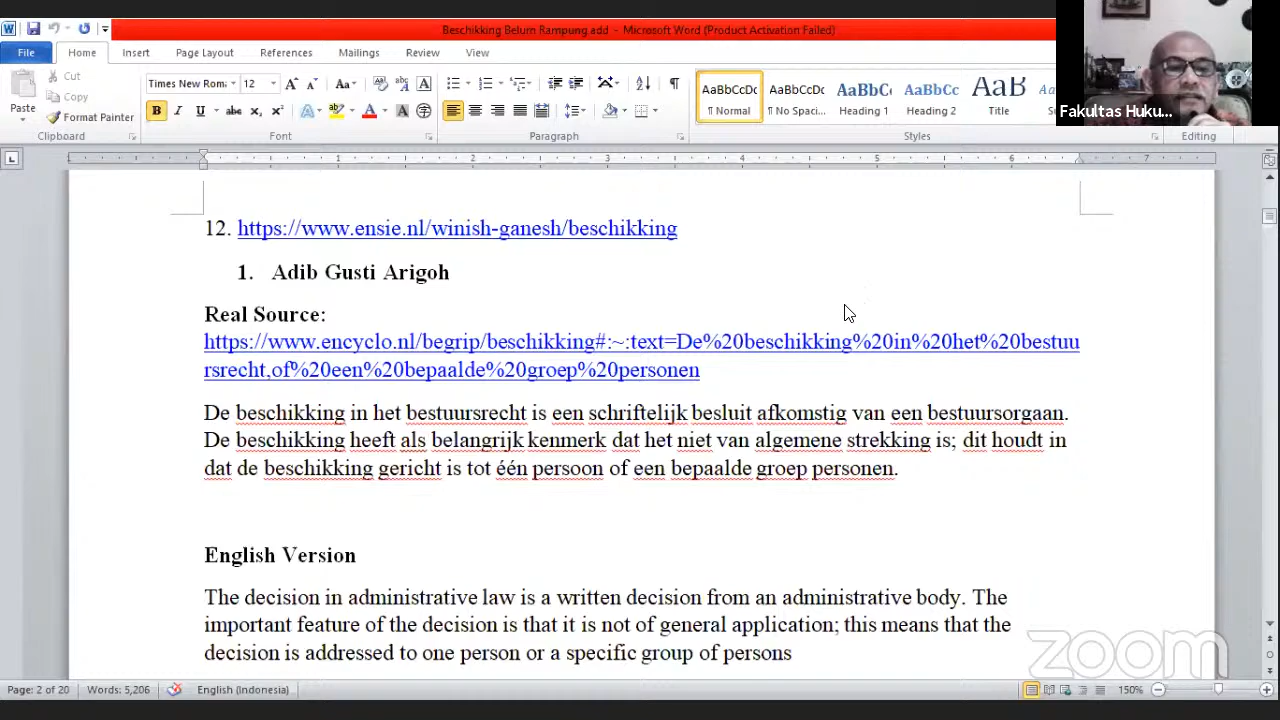 Beschikking Belum Rampung.add - Microsoft Word (Product Activation Failed)
File Home Insert Page Layout References Mailings Review View
Paste
Cut
Copy
Format Painter
Clipboard
Times New Rom 12
Font
Paragraph
AaBbCcDc AaBbCcDc AaBbCc AaBbCc AaB
¶ Normal ¶ No Spaci... Heading 1 Heading 2 Title
Styles
Editing
Fakultas Huku...
1 2 3 4 5 6 7
12. https://www.ensie.nl/winish-ganesh/beschikking
1. Adib Gusti Arigoh
Real Source:
https://www.encyclo.nl/begrip/beschikking#:~:text=De%20beschikking%20in%20het%20bestuu
rsrecht,of%20een%20bepaalde%20groep%20personen
De beschikking in het bestuursrecht is een schriftelijk besluit afkomstig van een bestuursorgaan.
De beschikking heeft als belangrijk kenmerk dat het niet van algemene strekking is; dit houdt in
dat de beschikking gericht is tot één persoon of een bepaalde groep personen.
English Version
The decision in administrative law is a written decision from an administrative body. The
important feature of the decision is that it is not of general application; this means that the
decision is addressed to one person or a specific group of persons
zoom
Page: 2 of 20 Words: 5,206 English (Indonesia) 150%